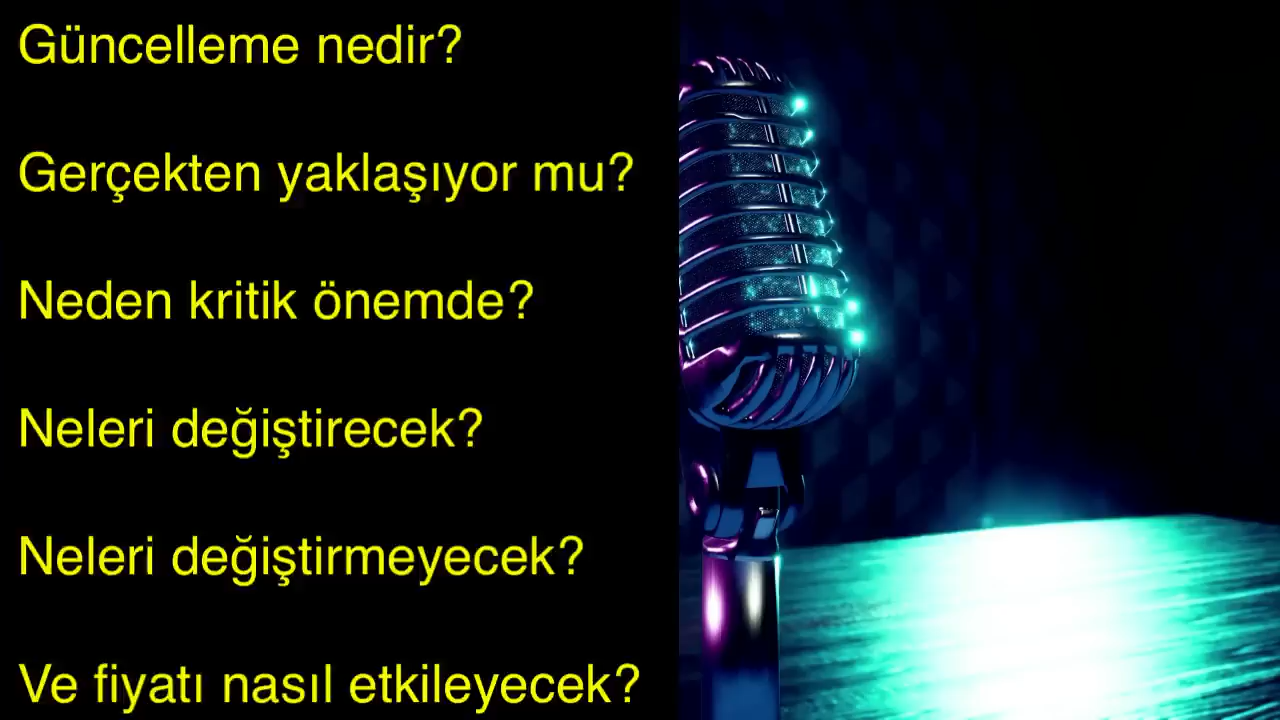 Güncelleme nedir?
Gerçekten yaklaşıyor mu?
Neden kritik önemde?
Neleri değiştirecek?
Neleri değiştirmeyecek?
Ve fiyatı nasıl etkileyecek?